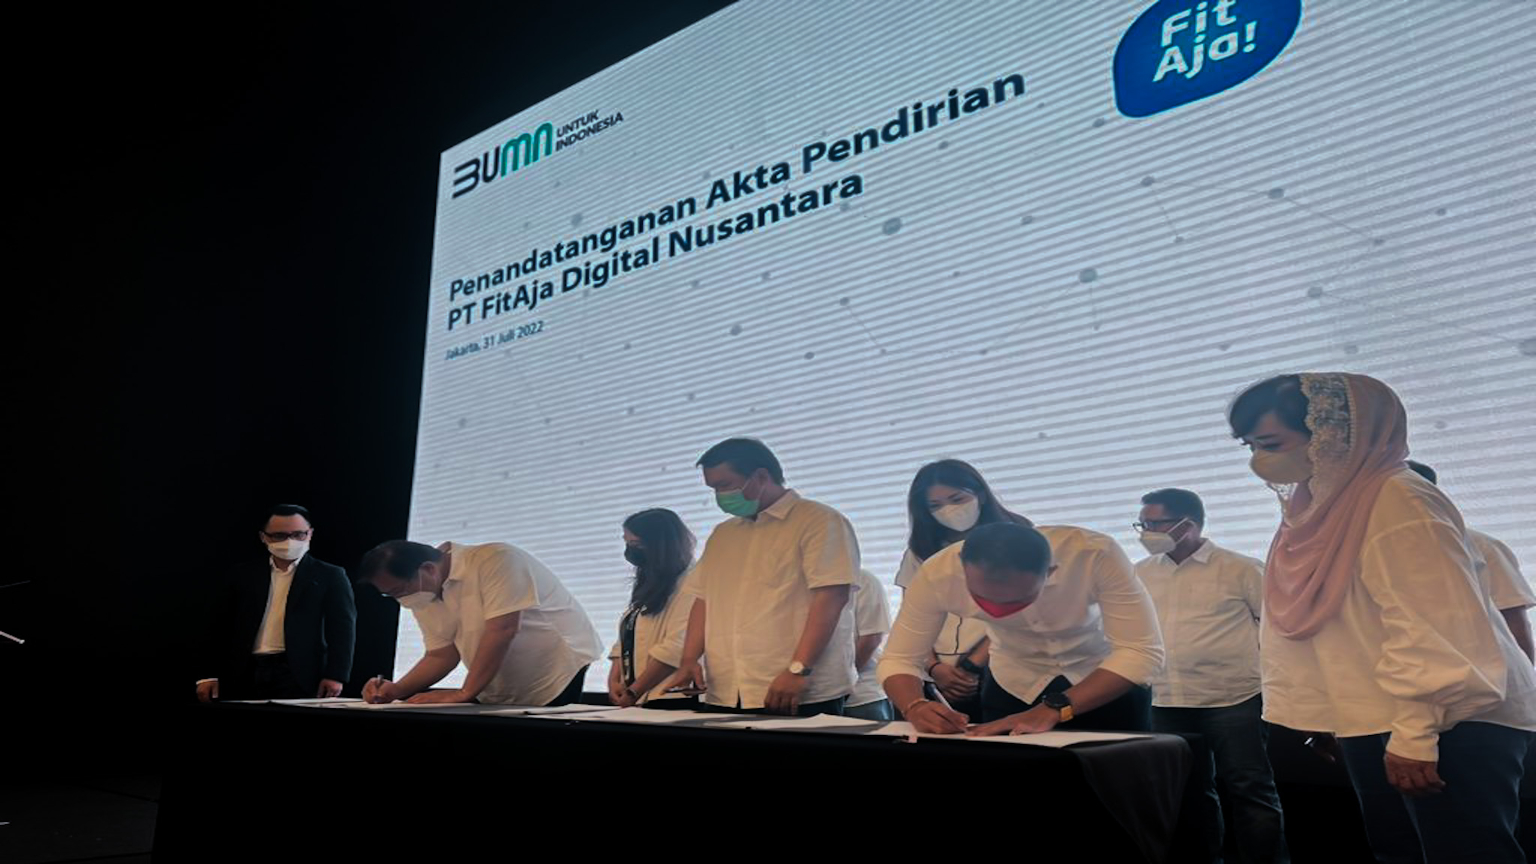 BUMN UNTUK
INDONESIA
Fit
Aja!
Penandatanganan Akta Pendirian
PT FitAja Digital Nusantara
Jakarta, 31 Juli 2022